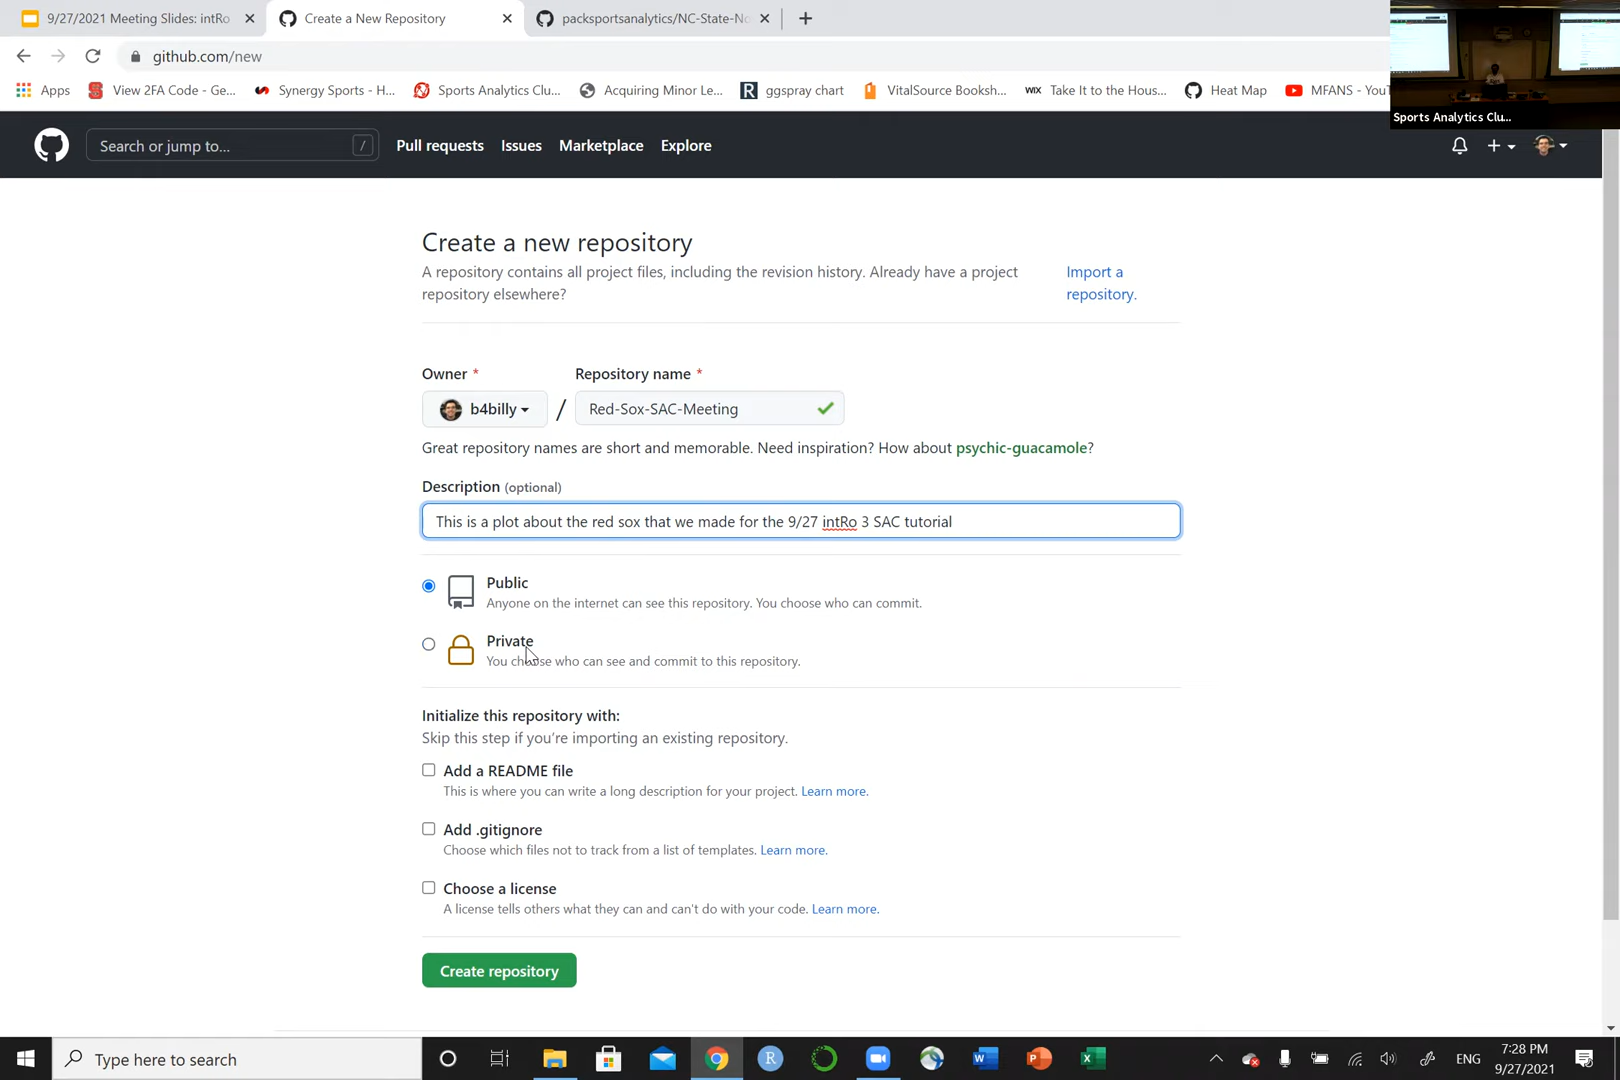 9/27/2021 Meeting Slides: intRo
Create a New Repository
packsportsanalytics/NC-State-No
github.com/new
Apps
View 2FA Code - Ge...
Synergy Sports - H...
Sports Analytics Clu...
Acquiring Minor Le...
ggspray chart
VitalSource Booksh...
Take It to the Hous...
Heat Map
MFANS - YouT
Sports Analytics Clu...
Search or jump to...
/
Pull requests
Issues
Marketplace
Explore
Create a new repository
A repository contains all project files, including the revision history. Already have a project
repository elsewhere?
Import a
repository.
Owner *
Repository name *
b4billy
/
Red-Sox-SAC-Meeting
Great repository names are short and memorable. Need inspiration? How about psychic-guacamole?
Description (optional)
This is a plot about the red sox that we made for the 9/27 intRo 3 SAC tutorial
Public
Anyone on the internet can see this repository. You choose who can commit.
Private
You choose who can see and commit to this repository.
Initialize this repository with:
Skip this step if you're importing an existing repository.
Add a README file
This is where you can write a long description for your project. Learn more.
Add .gitignore
Choose which files not to track from a list of templates. Learn more.
Choose a license
A license tells others what they can and can't do with your code. Learn more.
Create repository
Type here to search
ENG
7:28 PM
9/27/2021